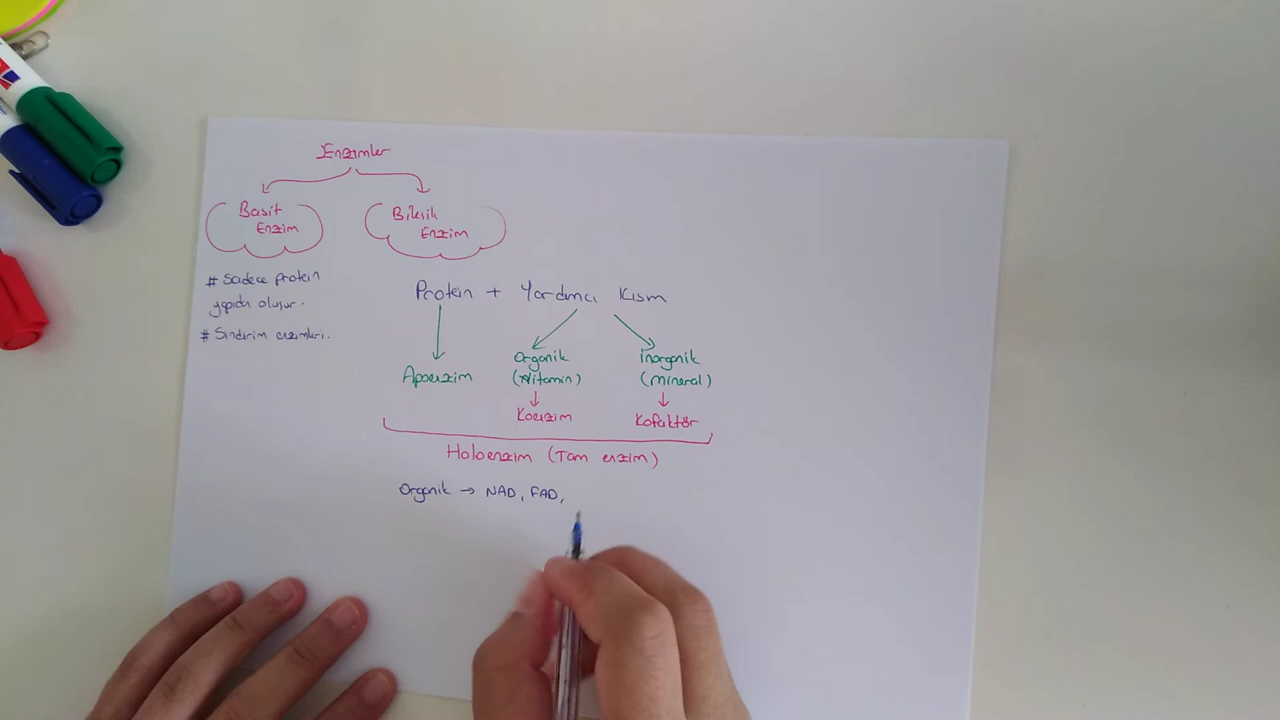 Enzimler
Basit
Enzim
Bileşik
Enzim
# Sadece protein
yapıda oluşur.
# Sindirim enzimleri.
Protein + Yardımcı Kısım
Apoenzim
Organik
(Vitamin)
İnorganik
(mineral)
Koenzim
Kofaktör
Holoenzim (Tam enzim)
Organik → NAD, FAD,